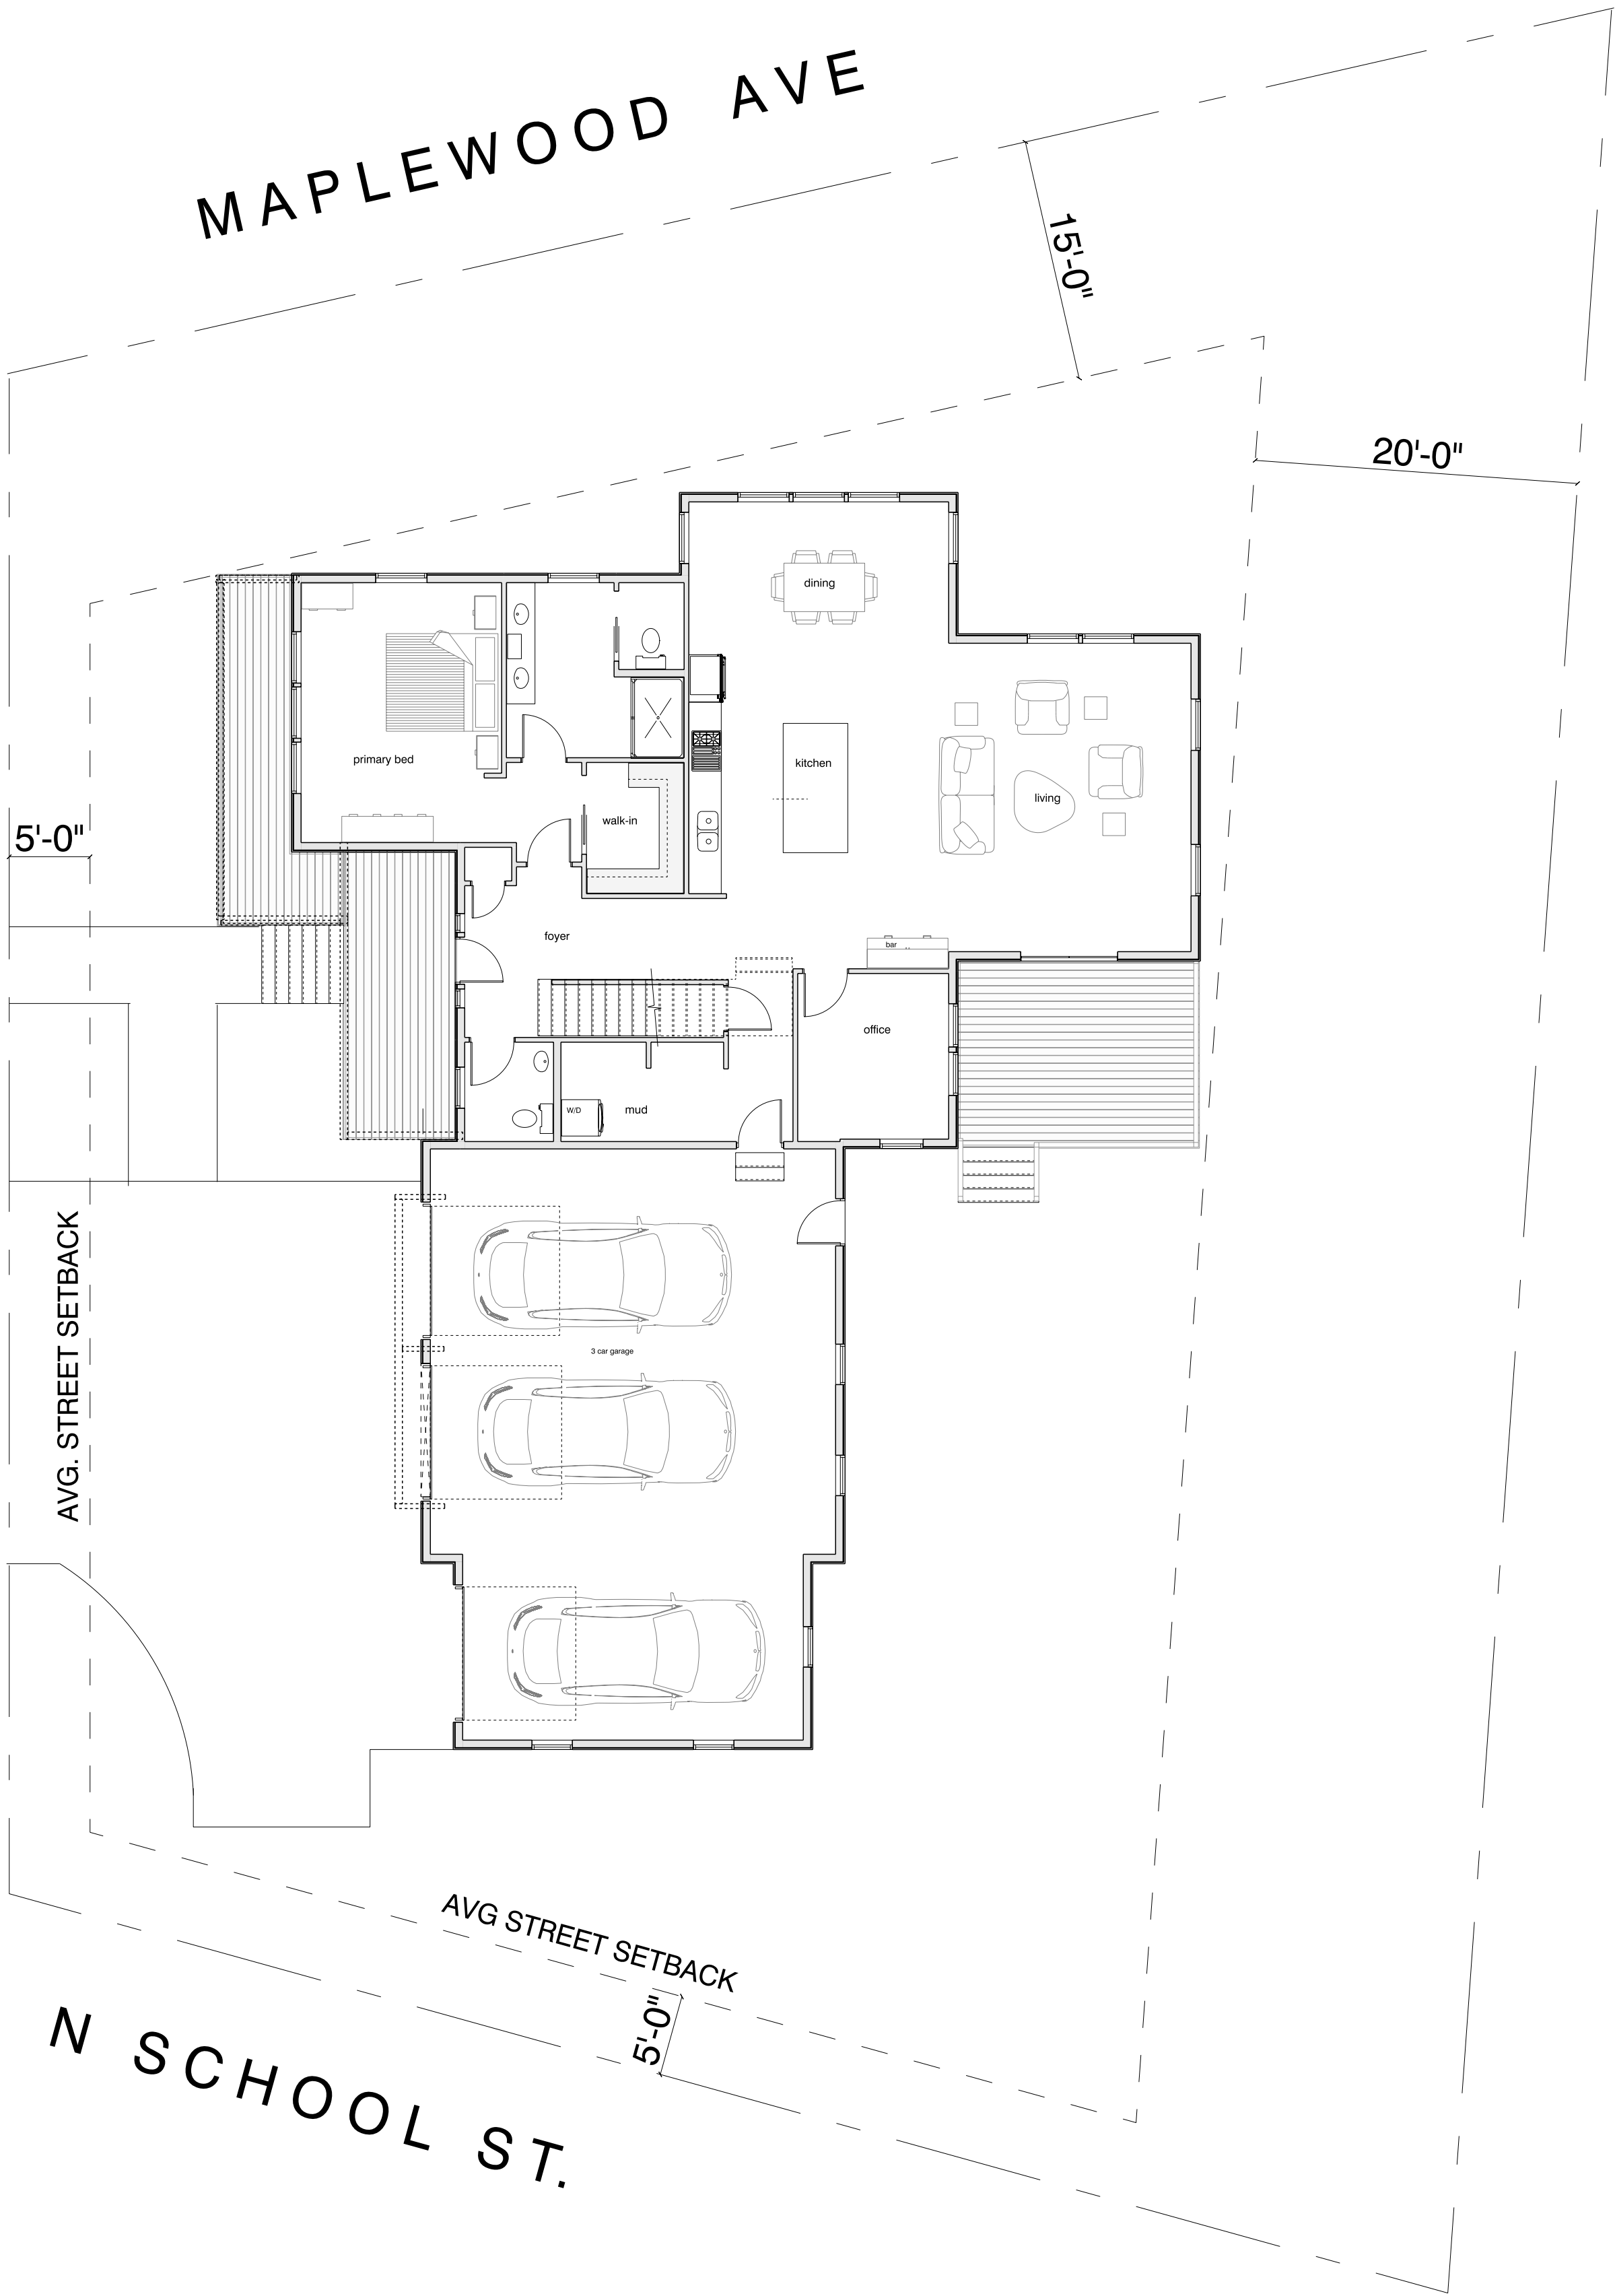 MAPLEWOOD AVE
15'-0"
20'-0"
dining
primary bed
kitchen
living
walk-in
5'-0"
foyer
bar
office
W/D
mud
AVG. STREET SETBACK
3 car garage
AVG STREET SETBACK
5'-0"
N SCHOOL ST.